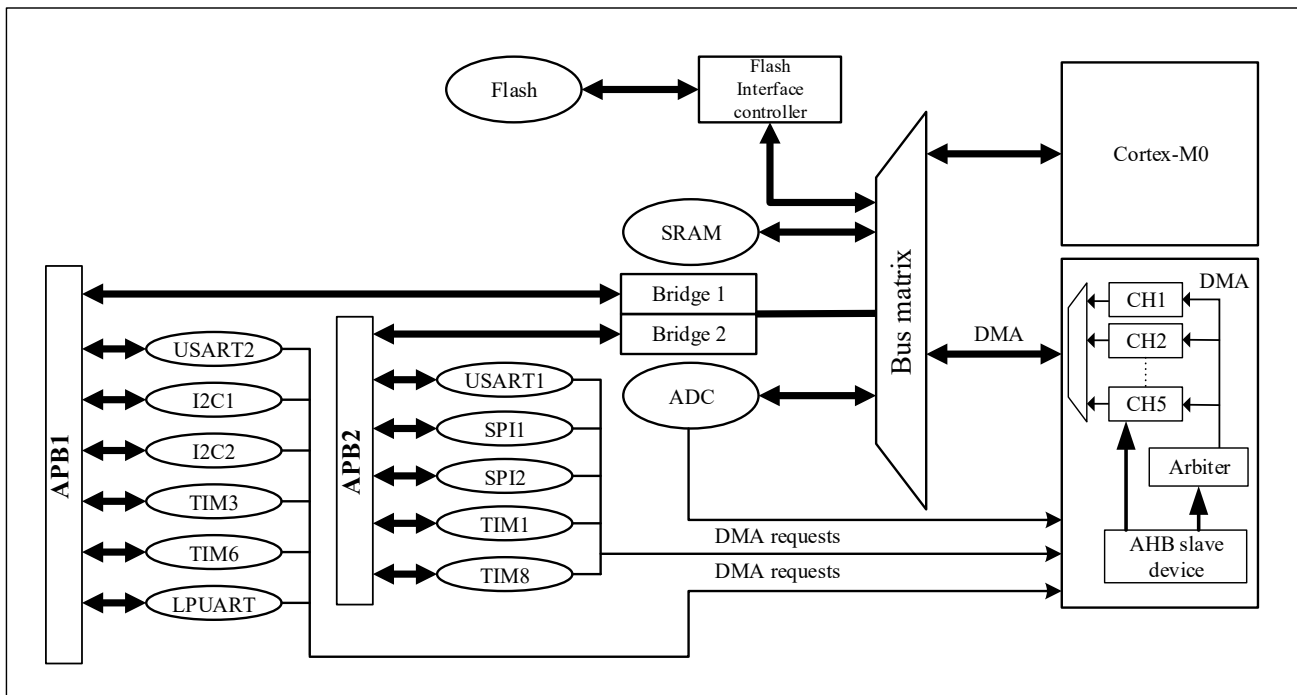 Flash
Flash
Interface
controller
Cortex-M0
SRAM
Bus matrix
DMA
Bridge 1
Bridge 2
DMA
CH1
CH2
CH5
Arbiter
AHB slave
device
ADC
APB1
USART2
I2C1
I2C2
TIM3
TIM6
LPUART
APB2
USART1
SPI1
SPI2
TIM1
TIM8
DMA requests
DMA requests